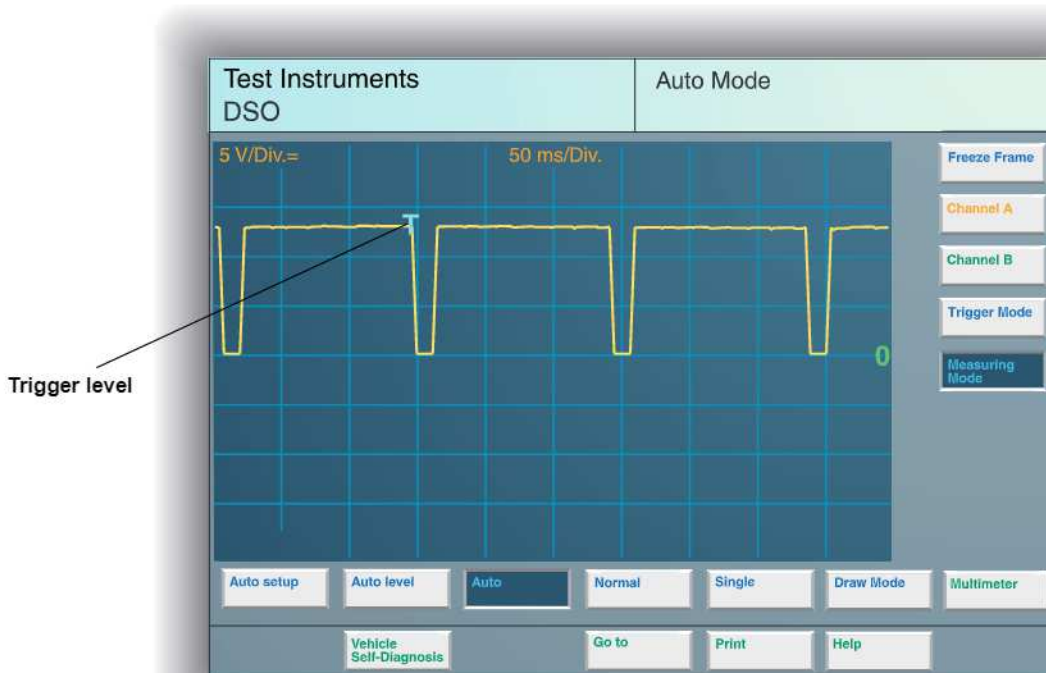 Test Instruments
DSO
Auto Mode
5 V/Div.=
50 ms/Div.
T
0
Trigger level
Freeze Frame
Channel A
Channel B
Trigger Mode
Measuring
Mode
Auto setup
Auto level
Auto
Normal
Single
Draw Mode
Multimeter
Vehicle
Self-Diagnosis
Go to
Print
Help